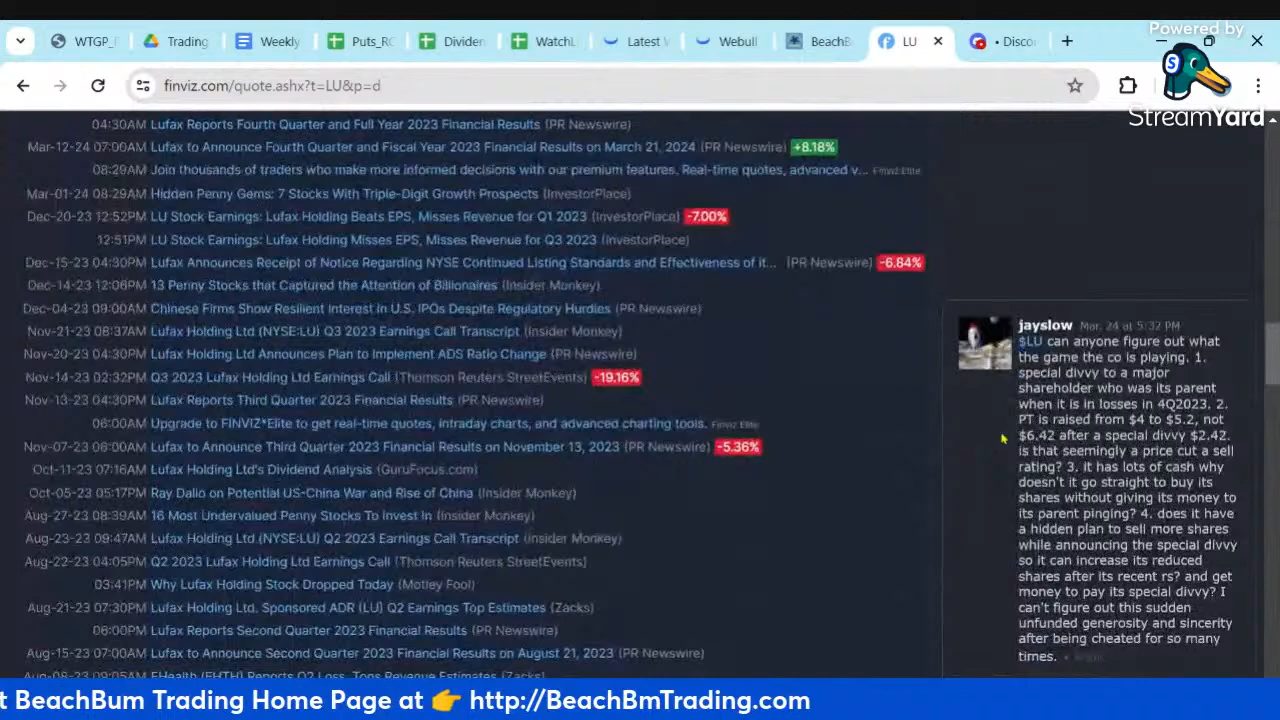 Powered by
WTGP_F
Trading
Weekly
Puts_RO
Dividen
WatchL
Latest V
Webull
BeachB
LU
• Disco
StreamYard
finviz.com/quote.ashx?t=LU&p=d
04:30AM Lufax Reports Fourth Quarter and Full Year 2023 Financial Results (PR Newswire)
Mar-12-24 07:00AM Lufax to Announce Fourth Quarter and Fiscal Year 2023 Financial Results on March 21, 2024 (PR Newswire) +8.18%
08:29AM Join thousands of traders who make more informed decisions with our premium features. Real-time quotes, advanced v... Finviz Elite
Mar-01-24 08:29AM Hidden Penny Gems: 7 Stocks With Triple-Digit Growth Prospects (InvestorPlace)
Dec-20-23 12:52PM LU Stock Earnings: Lufax Holding Beats EPS, Misses Revenue for Q1 2023 (InvestorPlace) -7.00%
12:51PM LU Stock Earnings: Lufax Holding Misses EPS, Misses Revenue for Q3 2023 (InvestorPlace)
Dec-15-23 04:30PM Lufax Announces Receipt of Notice Regarding NYSE Continued Listing Standards and Effectiveness of it... (PR Newswire) -6.84%
Dec-14-23 12:06PM 13 Penny Stocks that Captured the Attention of Billionaires (Insider Monkey)
Dec-04-23 09:00AM Chinese Firms Show Resilient Interest in U.S. IPOs Despite Regulatory Hurdles (PR Newswire)
Nov-21-23 08:37AM Lufax Holding Ltd (NYSE:LU) Q3 2023 Earnings Call Transcript (Insider Monkey)
Nov-20-23 04:30PM Lufax Holding Ltd Announces Plan to Implement ADS Ratio Change (PR Newswire)
Nov-14-23 02:32PM Q3 2023 Lufax Holding Ltd Earnings Call (Thomson Reuters StreetEvents) -19.16%
Nov-13-23 04:30PM Lufax Reports Third Quarter 2023 Financial Results (PR Newswire)
06:00AM Upgrade to FINVIZ*Elite to get real-time quotes, intraday charts, and advanced charting tools. Finviz Elite
Nov-07-23 06:00AM Lufax to Announce Third Quarter 2023 Financial Results on November 13, 2023 (PR Newswire) -5.36%
Oct-11-23 07:16AM Lufax Holding Ltd's Dividend Analysis (GuruFocus.com)
Oct-05-23 05:17PM Ray Dalio on Potential US-China War and Rise of China (Insider Monkey)
Aug-27-23 08:39AM 16 Most Undervalued Penny Stocks To Invest In (Insider Monkey)
Aug-23-23 09:47AM Lufax Holding Ltd (NYSE:LU) Q2 2023 Earnings Call Transcript (Insider Monkey)
Aug-22-23 04:05PM Q2 2023 Lufax Holding Ltd Earnings Call (Thomson Reuters StreetEvents)
03:41PM Why Lufax Holding Stock Dropped Today (Motley Fool)
Aug-21-23 07:30PM Lufax Holding Ltd. Sponsored ADR (LU) Q2 Earnings Top Estimates (Zacks)
06:00PM Lufax Reports Second Quarter 2023 Financial Results (PR Newswire)
Aug-15-23 07:00AM Lufax to Announce Second Quarter 2023 Financial Results on August 21, 2023 (PR Newswire)
Aug-08-23 09:05AM EHealth (EHTH) Reports Q2 Loss, Tops Revenue Estimates (Zacks)
jayslow Mar. 24 at 5:32 PM
$LU can anyone figure out what
the game the co is playing. 1.
special divvy to a major
shareholder who was its parent
when it is in losses in 4Q2023. 2.
PT is raised from $4 to $5.2, not
$6.42 after a special divvy $2.42.
is that seemingly a price cut a sell
rating? 3. it has lots of cash why
doesn't it go straight to buy its
shares without giving its money to
its parent pinging? 4. does it have
a hidden plan to sell more shares
while announcing the special divvy
so it can increase its reduced
shares after its recent rs? and get
money to pay its special divvy? I
can't figure out this sudden
unfunded generosity and sincerity
after being cheated for so many
times.
t BeachBum Trading Home Page at 👉 http://BeachBmTrading.com